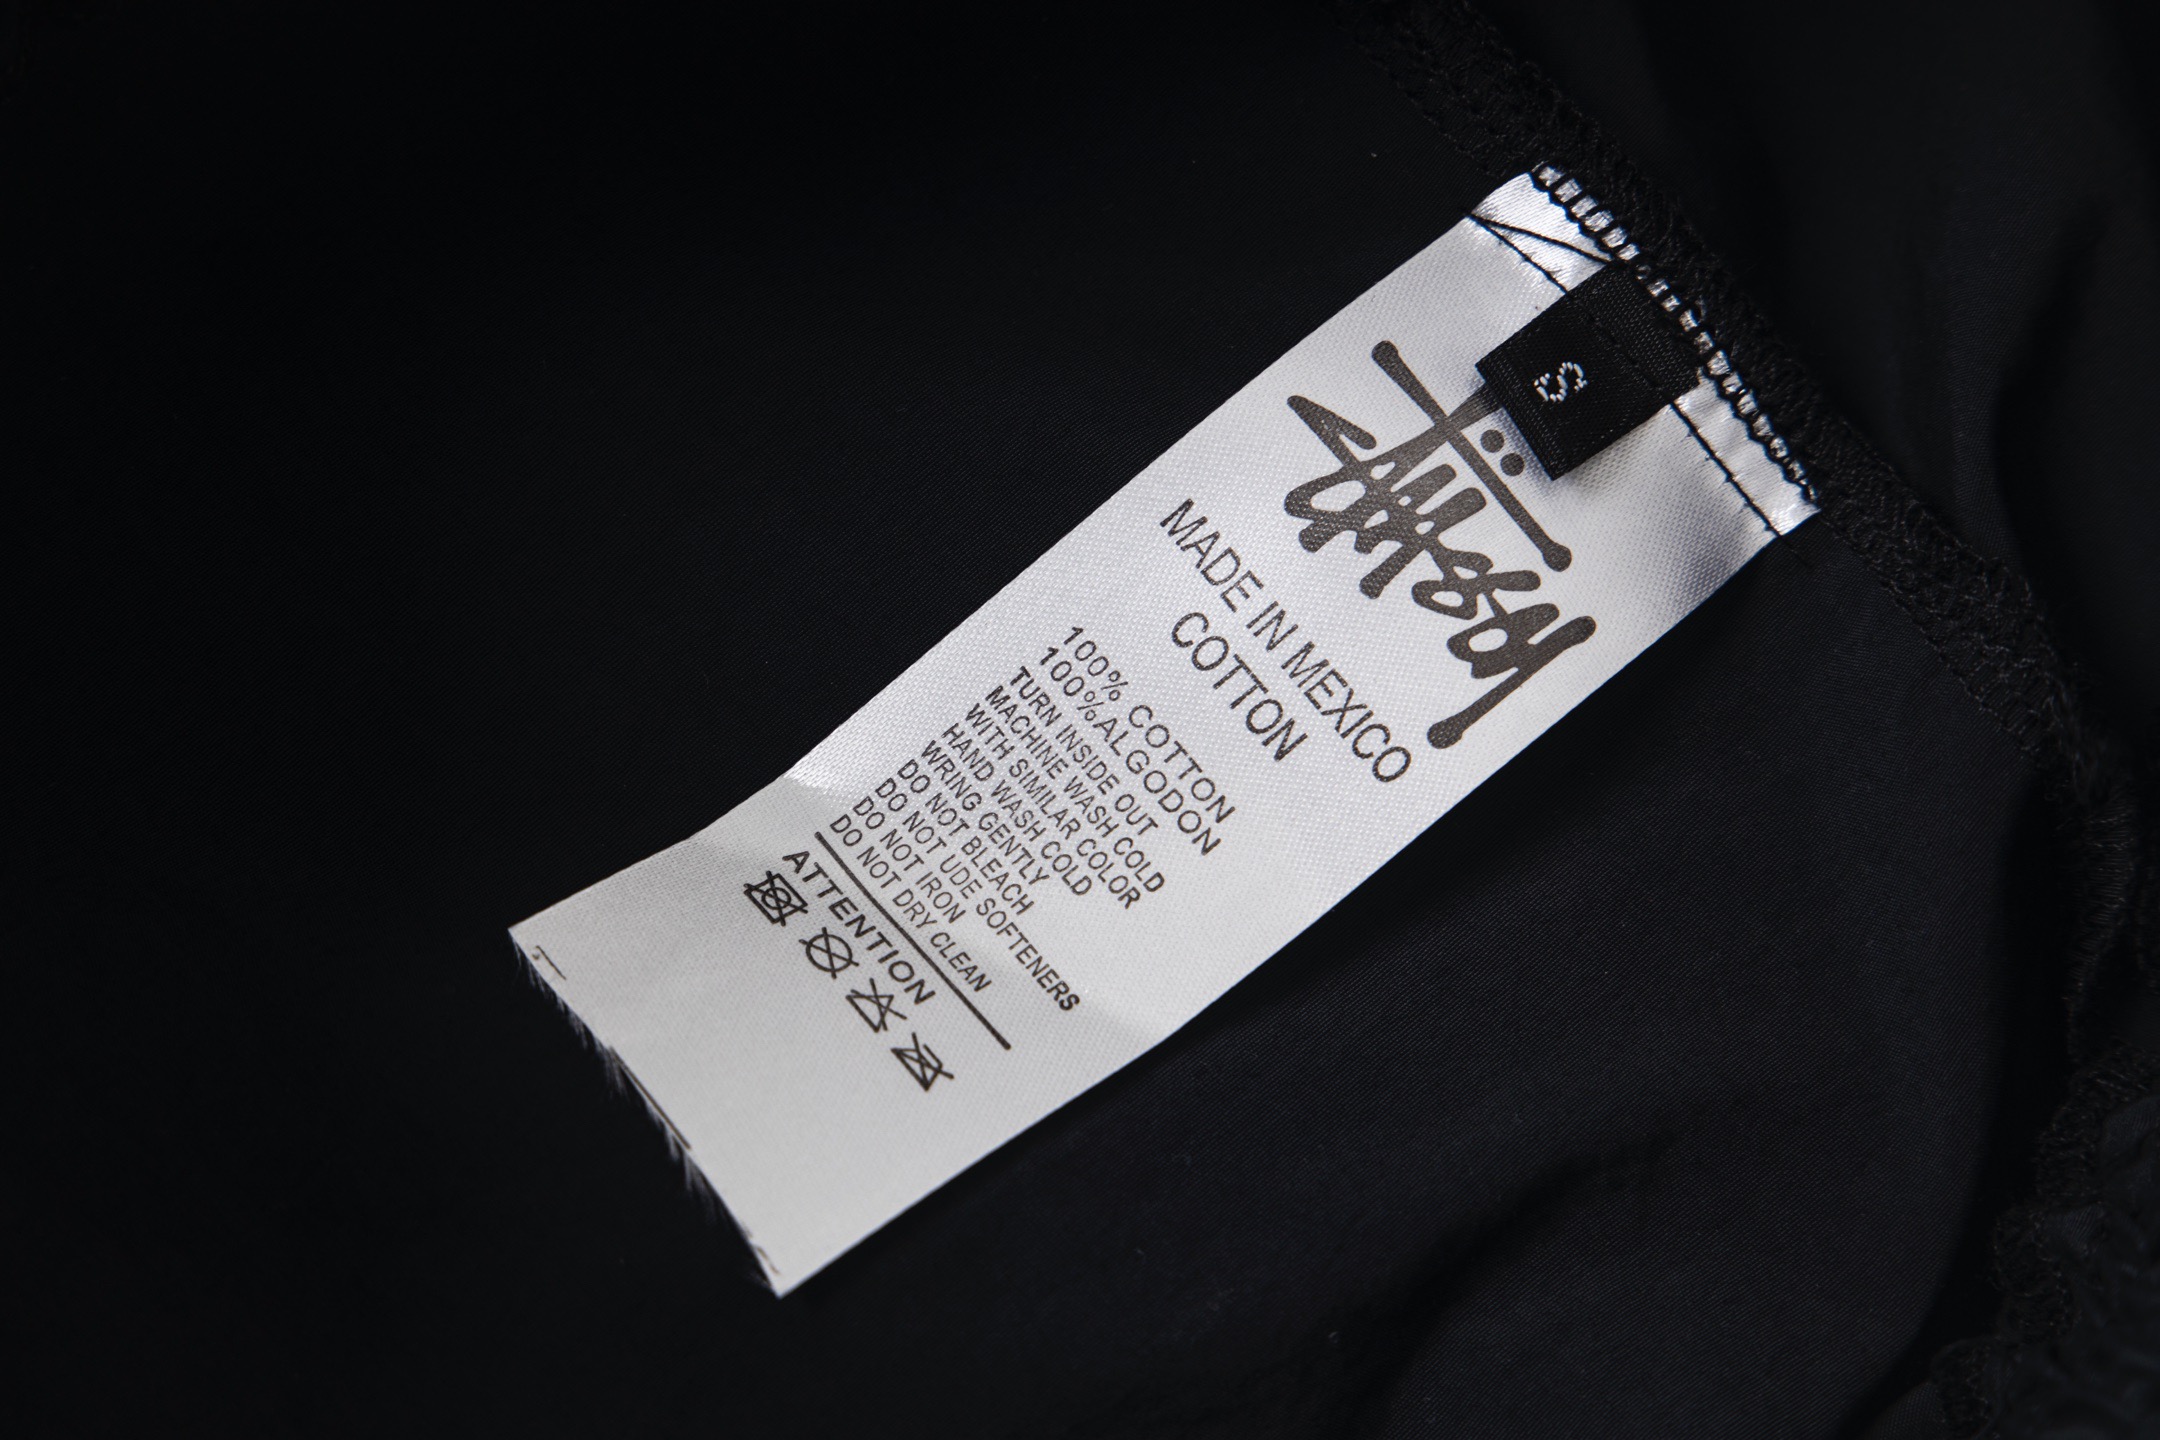 S
Stüssy
MADE IN MEXICO
COTTON
100% COTTON
100%ALGODON
TURN INSIDE OUT
MACHINE WASH COLD
WITH SIMILAR COLOR
HAND WASH COLD
WRING GENTLY
DO NOT BLEACH
DO NOT UDE SOFTENERS
DO NOT IRON
DO NOT DRY CLEAN
ATTENTION